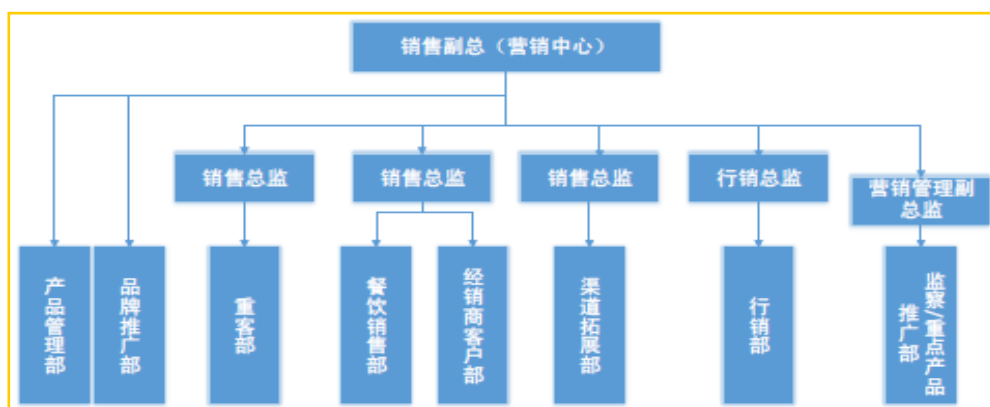 销售副总（营销中心）
销售总监
销售总监
销售总监
行销总监
营销管理副
总监
产品管理部
品牌推广部
重客部
餐饮销售部
经销商客户部
渠道拓展部
行销部
监察/重点产品
推广部